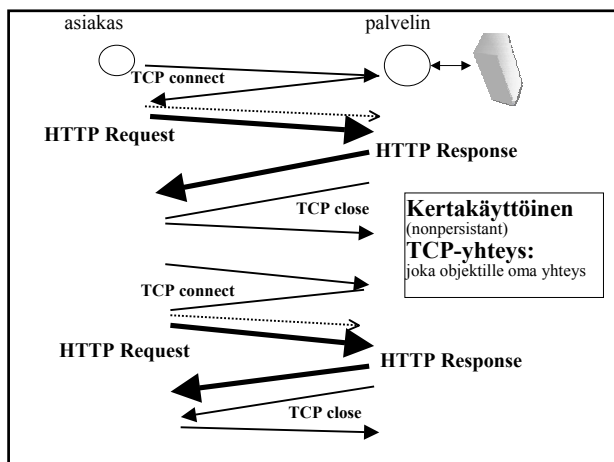 asiakas
palvelin
TCP connect
HTTP Request
HTTP Response
TCP close
Kertakäyttöinen
(nonpersistant)
TCP-yhteys:
joka objektille oma yhteys
TCP connect
HTTP Request
HTTP Response
TCP close